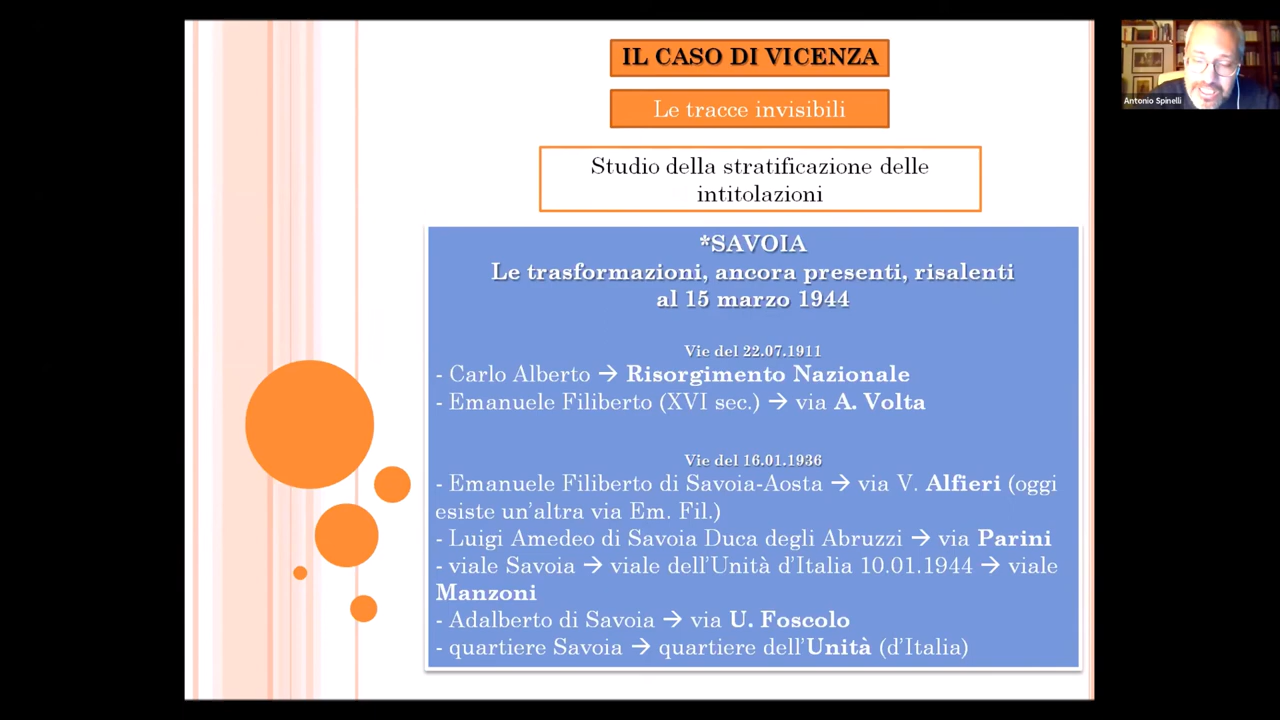 IL CASO DI VICENZA
Le tracce invisibili
Studio della stratificazione delle
intitolazioni
*SAVOIA
Le trasformazioni, ancora presenti, risalenti
al 15 marzo 1944
Vie del 22.07.1911
- Carlo Alberto → Risorgimento Nazionale
- Emanuele Filiberto (XVI sec.) → via A. Volta
Vie del 16.01.1936
- Emanuele Filiberto di Savoia-Aosta → via V. Alfieri (oggi
esiste un'altra via Em. Fil.)
- Luigi Amedeo di Savoia Duca degli Abruzzi → via Parini
- viale Savoia → viale dell'Unità d'Italia 10.01.1944 → viale
Manzoni
- Adalberto di Savoia → via U. Foscolo
- quartiere Savoia → quartiere dell'Unità (d'Italia)
Antonio Spinelli